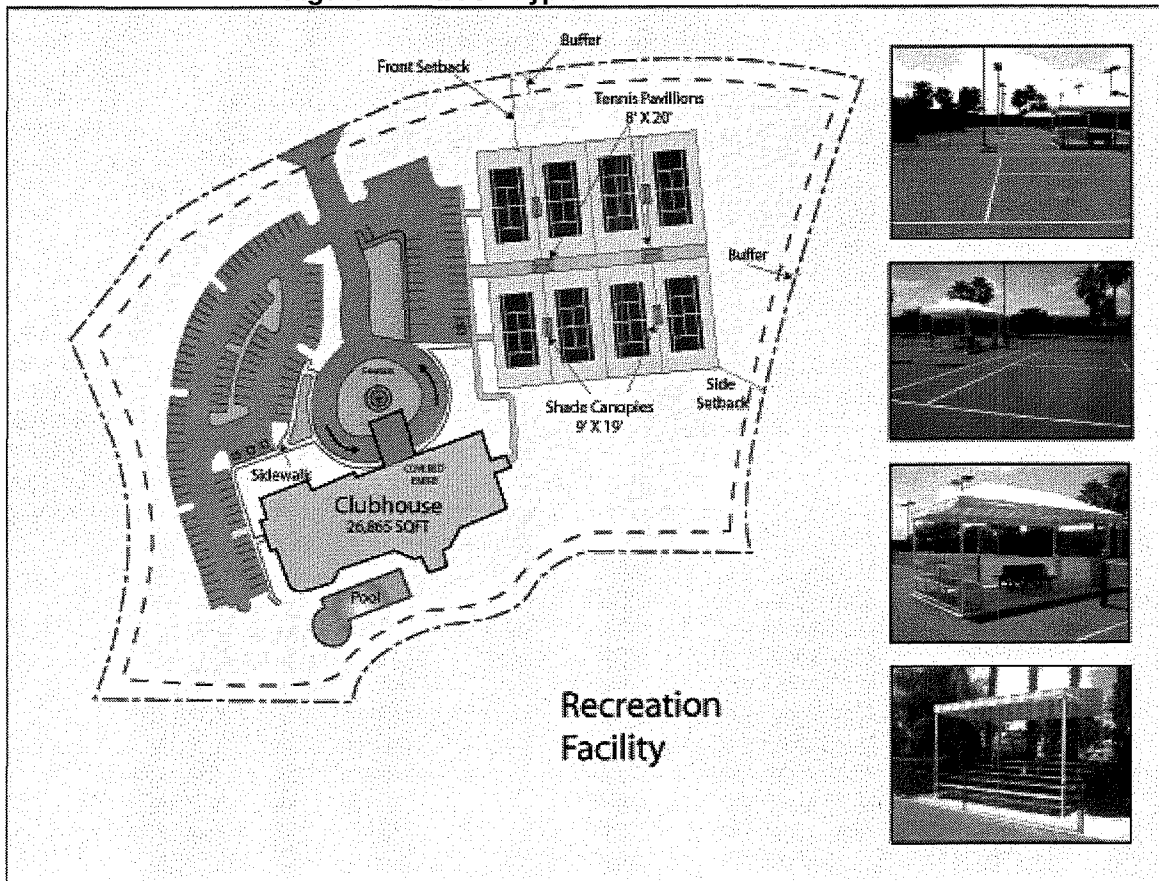 Buffer
Front Setback
Tennis Pavillions
8' X 20'
Buffer
Side
Setback
Shade Canopies
9' X 19'
Sidewalk
COVERED
ENTRY
Clubhouse
26,865 SQFT
Pool
Recreation
Facility